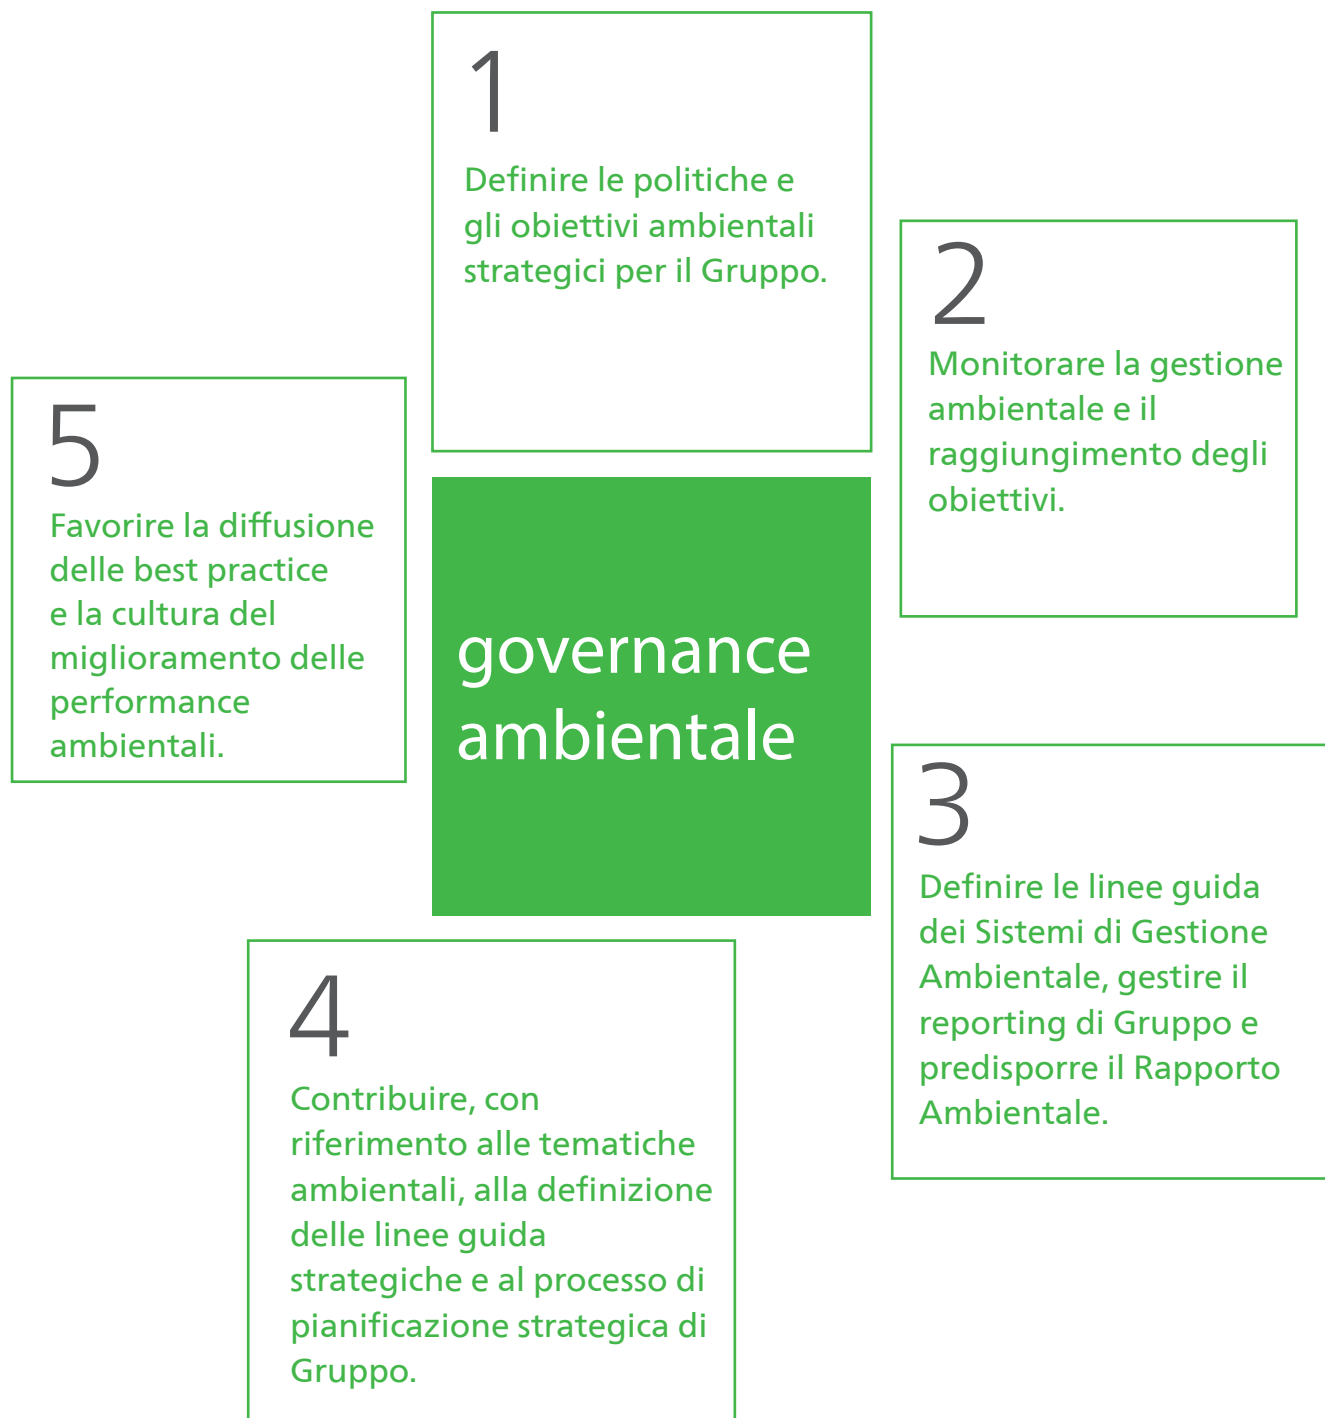 1
Definire le politiche e
gli obiettivi ambientali
strategici per il Gruppo.
2
Monitorare la gestione
ambientale e il
raggiungimento degli
obiettivi.
5
Favorire la diffusione
delle best practice
e la cultura del
miglioramento delle
performance
ambientali.
governance
ambientale
3
Definire le linee guida
dei Sistemi di Gestione
Ambientale, gestire il
reporting di Gruppo e
predisporre il Rapporto
Ambientale.
4
Contribuire, con
riferimento alle tematiche
ambientali, alla definizione
delle linee guida
strategiche e al processo di
pianificazione strategica di
Gruppo.